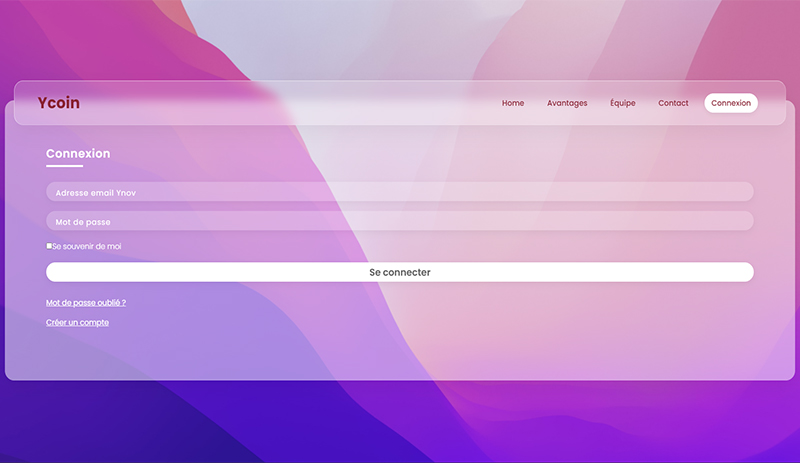 Ycoin
Home Avantages Équipe Contact Connexion
Connexion
Adresse email Ynov
Mot de passe
Se souvenir de moi
Se connecter
Mot de passe oublié ?
Créer un compte